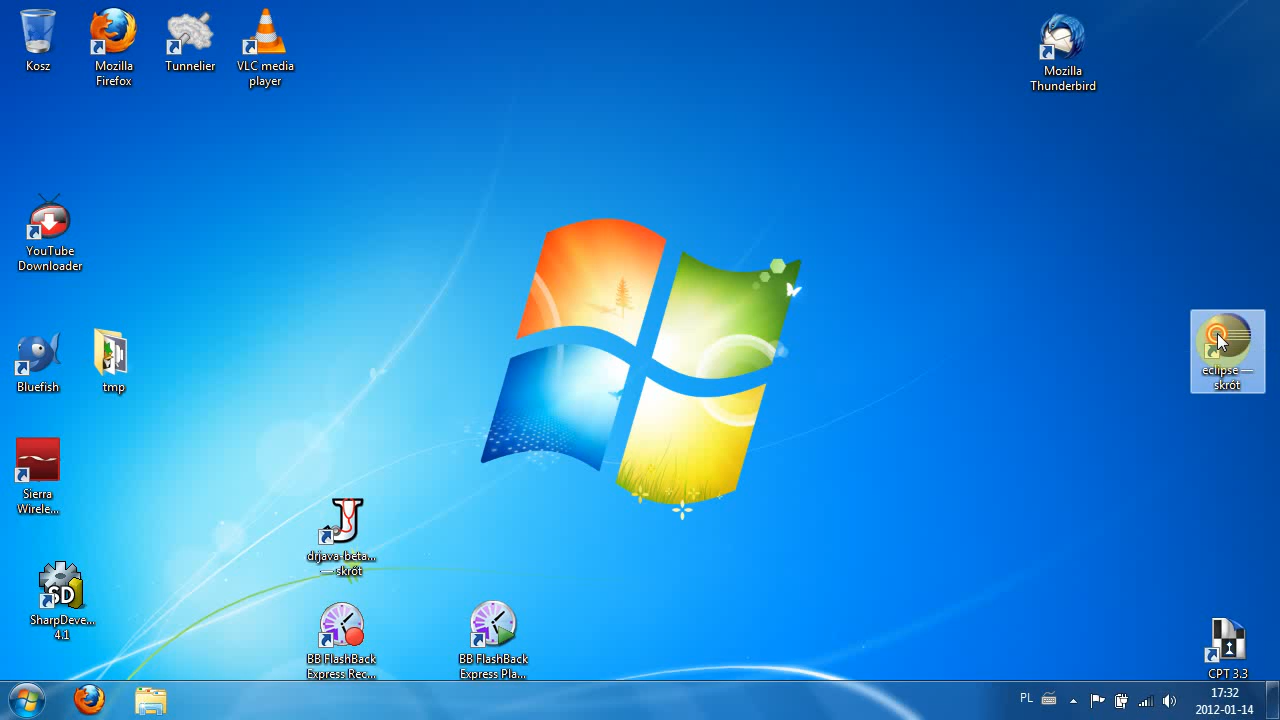 Kosz
Mozilla
Firefox
Tunnelier
VLC media
player
Mozilla
Thunderbird
YouTube
Downloader
Bluefish
tmp
eclipse —
skrót
Sierra
Wirele...
drjava-beta...
— skrót
SD
SharpDeve...
4.1
BB FlashBack
Express Rec...
BB FlashBack
Express Pla...
CPT 3.3
PL
17:32
2012-01-14